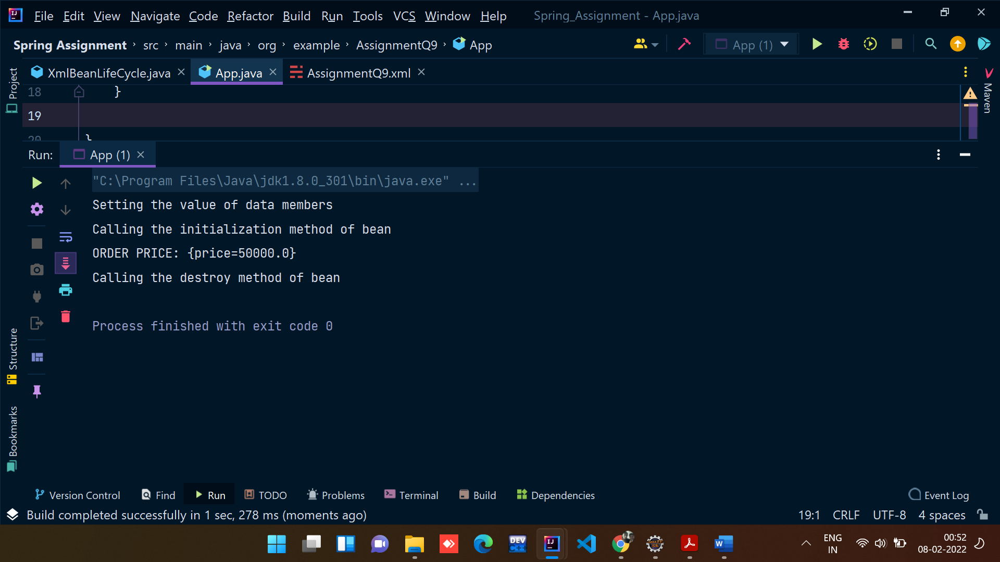 File Edit View Navigate Code Refactor Build Run Tools VCS Window Help Spring_Assignment - App.java
Spring Assignment › src › main › java › org › example › AssignmentQ9 › App
App (1)
XmlBeanLifeCycle.java
App.java
AssignmentQ9.xml
Project
Maven
18 }
19
20 }
Run: App (1)
"C:\Program Files\Java\jdk1.8.0_301\bin\java.exe" ...
Setting the value of data members
Calling the initialization method of bean
ORDER PRICE: {price=50000.0}
Calling the destroy method of bean
Process finished with exit code 0
Structure
Bookmarks
Version Control Find Run TODO Problems Terminal Build Dependencies Event Log
Build completed successfully in 1 sec, 278 ms (moments ago) 19:1 CRLF UTF-8 4 spaces
DEV
C++
IJ
Java EE
IDE
W
ENG
IN
00:52
08-02-2022